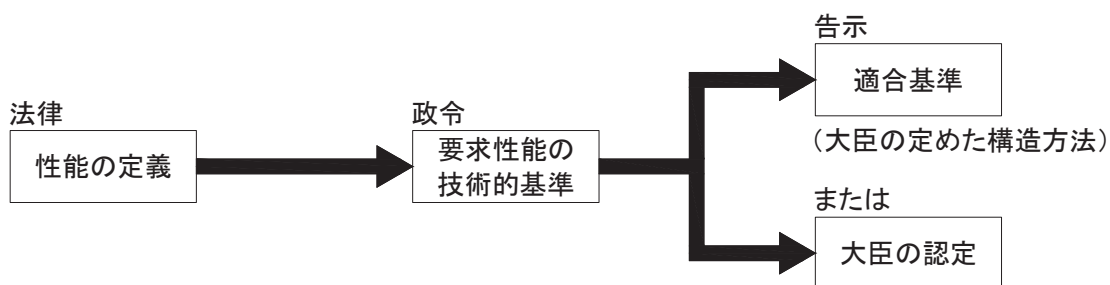 法律
性能の定義
政令
要求性能の
技術的基準
告示
適合基準
（大臣の定めた構造方法）
または
大臣の認定